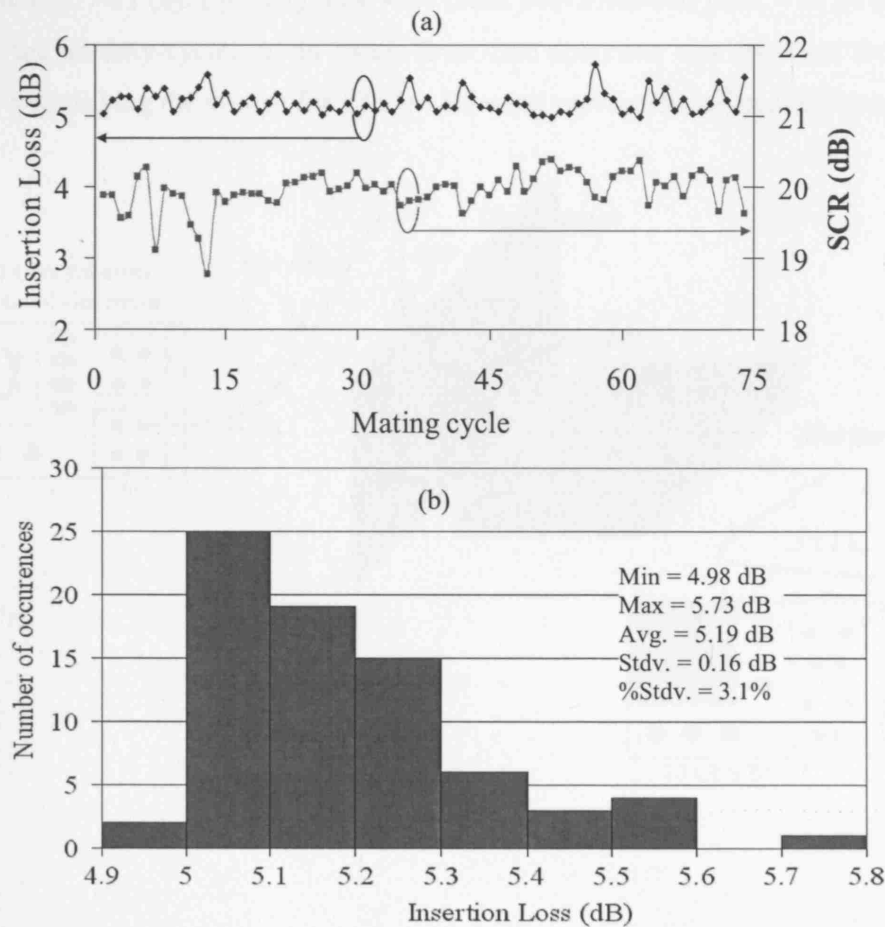 (a)
6
5
4
3
2
Insertion Loss (dB)
22
21
20
19
18
SCR (dB)
0 15 30 45 60 75
Mating cycle
(b)
30
25
20
15
10
5
0
Number of occurences
Min = 4.98 dB
Max = 5.73 dB
Avg. = 5.19 dB
Stdv. = 0.16 dB
%Stdv. = 3.1%
4.9 5 5.1 5.2 5.3 5.4 5.5 5.6 5.7 5.8
Insertion Loss (dB)